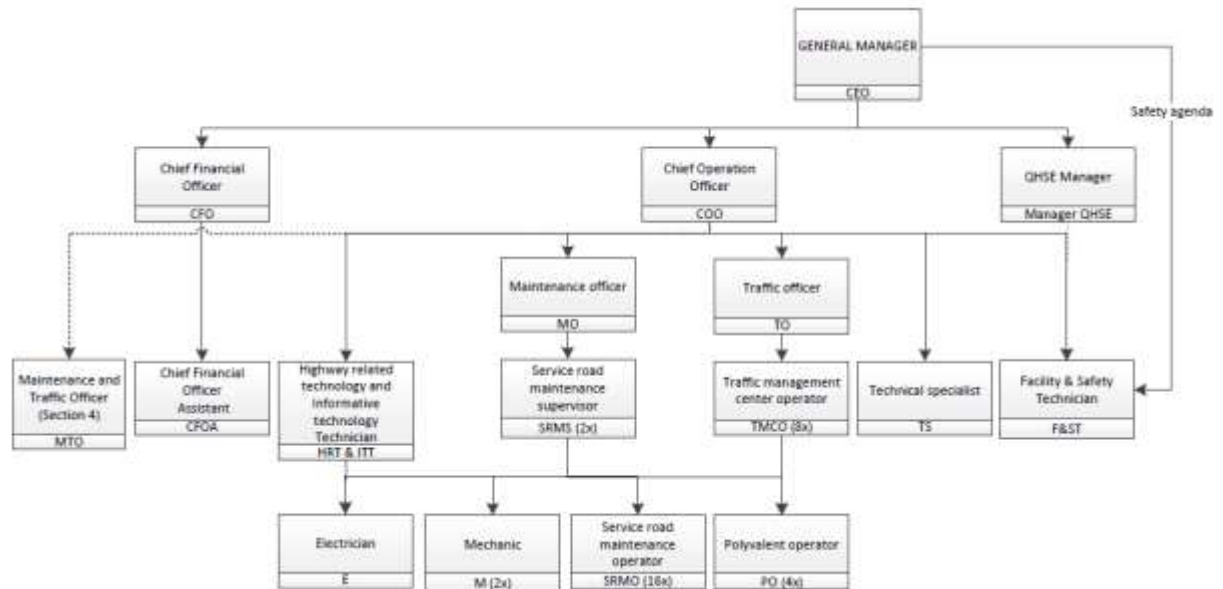 GENERAL MANAGER
CEO
Safety agenda
Chief Financial
Officer
CFO
Chief Operation
Officer
COO
QHSE Manager
Manager QHSE
Maintenance officer
MO
Traffic officer
TO
Maintenance and
Traffic Officer
(Section 4)
MTO
Chief Financial
Officer
Assistant
CFOA
Highway related
technology and
Informative
technology
Technician
HRT & ITT
Service road
maintenance
supervisor
SRMS (2x)
Traffic management
center operator
TMCO (8x)
Technical specialist
TS
Facility & Safety
Technician
F&ST
Electrician
E
Mechanic
M (2x)
Service road
maintenance
operator
SRMO (16x)
Polyvalent operator
PO (4x)